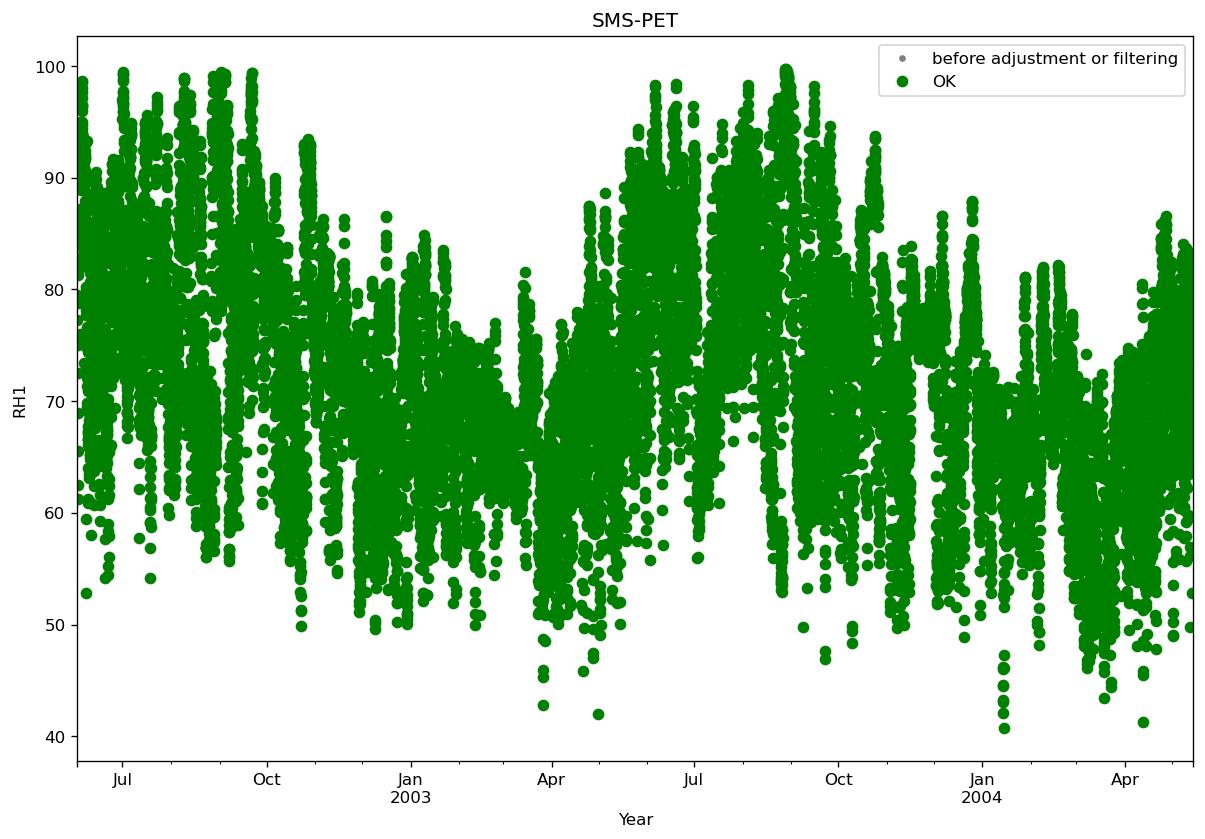 SMS-PET
before adjustment or filtering
OK
RH1
100
90
80
70
60
50
40
Jul
Oct
Jan
2003
Apr
Jul
Oct
Jan
2004
Apr
Year